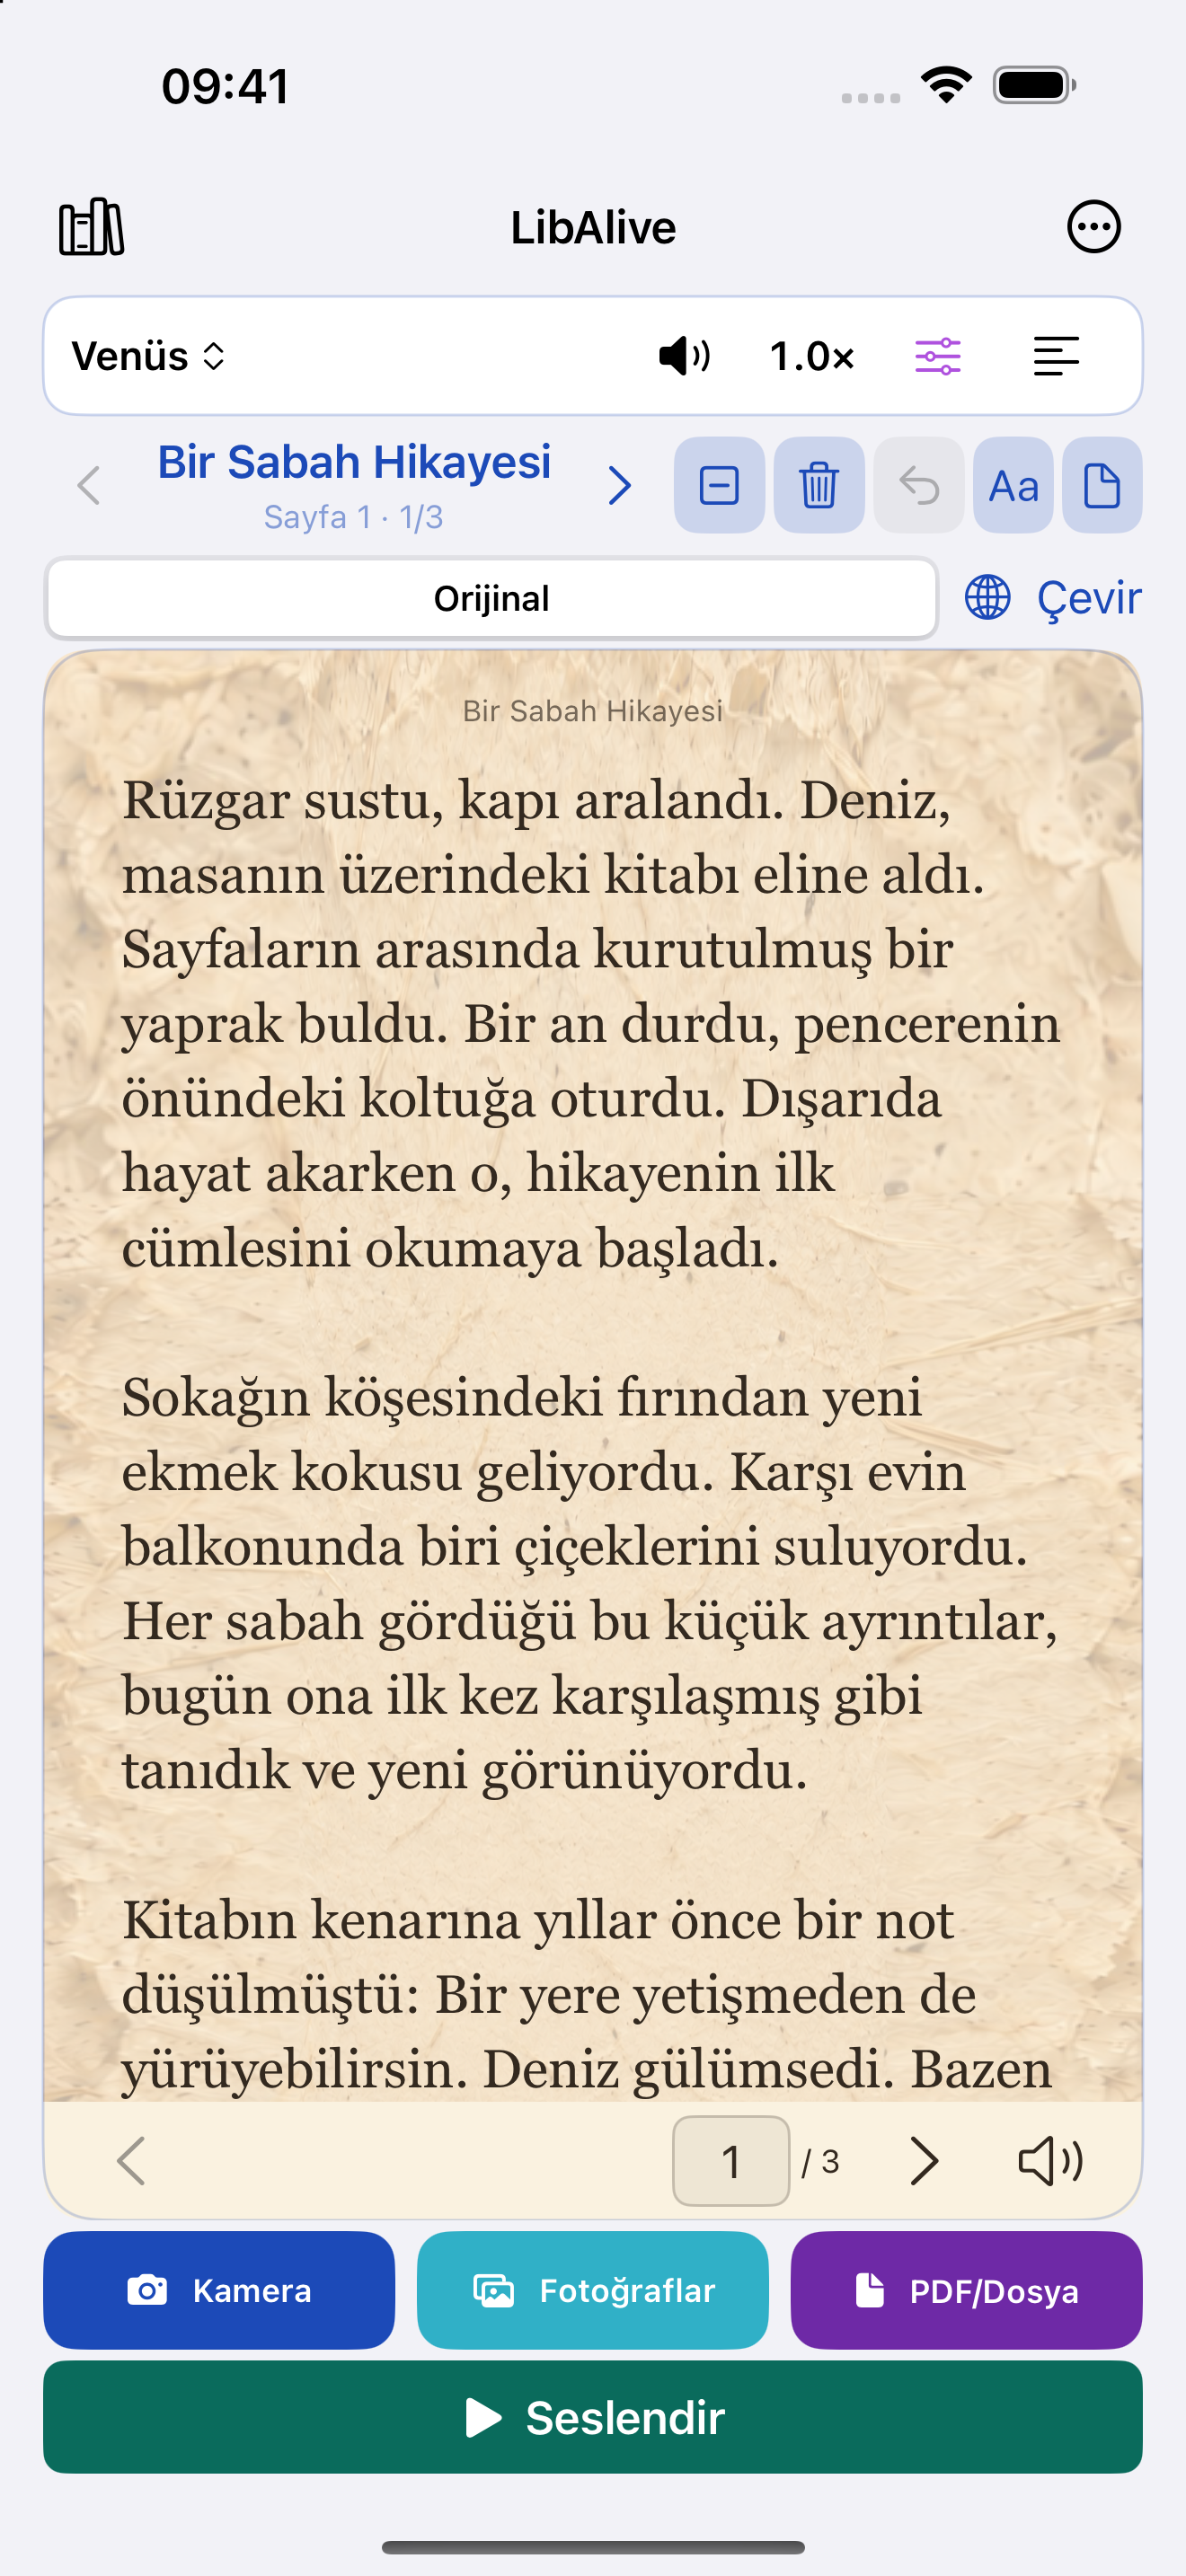 09:41
LibAlive
Venüs
1.0×
Bir Sabah Hikayesi
Sayfa 1 · 1/3
Aa
Orijinal
Çevir
Bir Sabah Hikayesi
Rüzgar sustu, kapı aralandı. Deniz,
masanın üzerindeki kitabı eline aldı.
Sayfaların arasında kurutulmuş bir
yaprak buldu. Bir an durdu, pencerenin
önündeki koltuğa oturdu. Dışarıda
hayat akarken o, hikayenin ilk
cümlesini okumaya başladı.
Sokağın köşesindeki fırından yeni
ekmek kokusu geliyordu. Karşı evin
balkonunda biri çiçeklerini suluyordu.
Her sabah gördüğü bu küçük ayrıntılar,
bugün ona ilk kez karşılaşmış gibi
tanıdık ve yeni görünüyordu.
Kitabın kenarına yıllar önce bir not
düşülmüştü: Bir yere yetişmeden de
yürüyebilirsin. Deniz gülümsedi. Bazen
1 / 3
Kamera
Fotoğraflar
PDF/Dosya
Seslendir